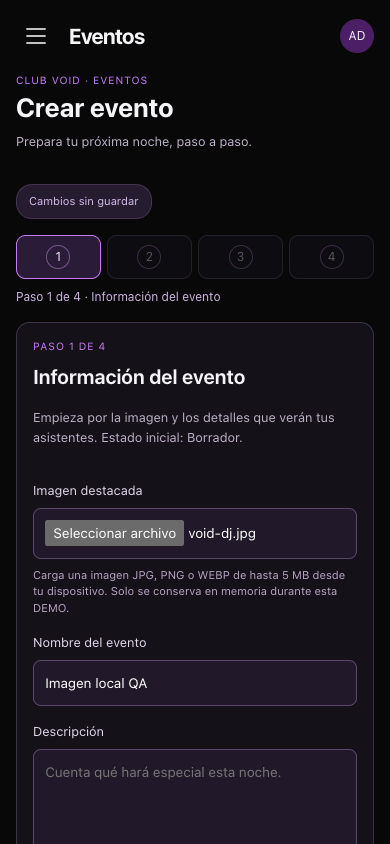 Eventos
AD
CLUB VOID · EVENTOS
Crear evento
Prepara tu próxima noche, paso a paso.
Cambios sin guardar
1
2
3
4
Paso 1 de 4 · Información del evento
PASO 1 DE 4
Información del evento
Empieza por la imagen y los detalles que verán tus
asistentes. Estado inicial: Borrador.
Imagen destacada
Seleccionar archivo void-dj.jpg
Carga una imagen JPG, PNG o WEBP de hasta 5 MB desde
tu dispositivo. Solo se conserva en memoria durante esta
DEMO.
Nombre del evento
Imagen local QA
Descripción
Cuenta qué hará especial esta noche.